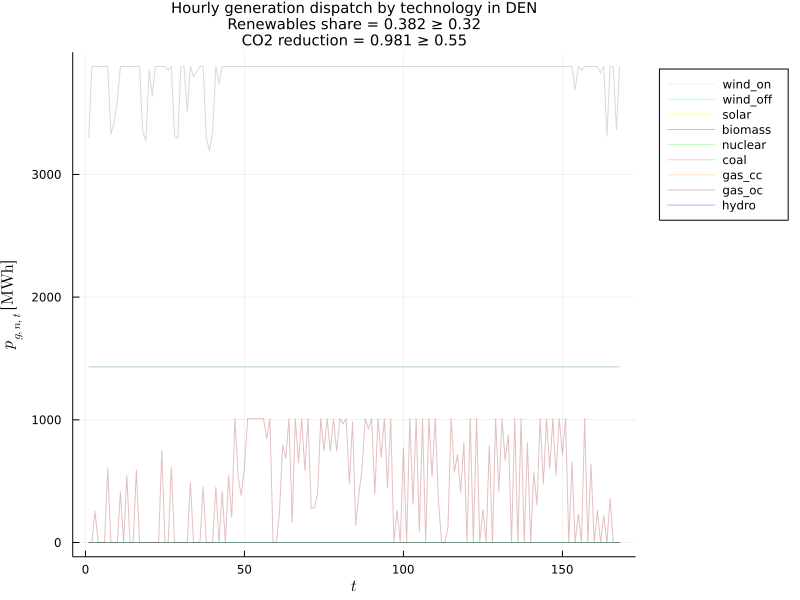 Hourly generation dispatch by technology in DEN
Renewables share = 0.382 ≥ 0.32
CO2 reduction = 0.981 ≥ 0.55
p g, n, t [MWh]
3000
2000
1000
0
0
50
100
150
t
wind_on
wind_off
solar
biomass
nuclear
coal
gas_cc
gas_oc
hydro